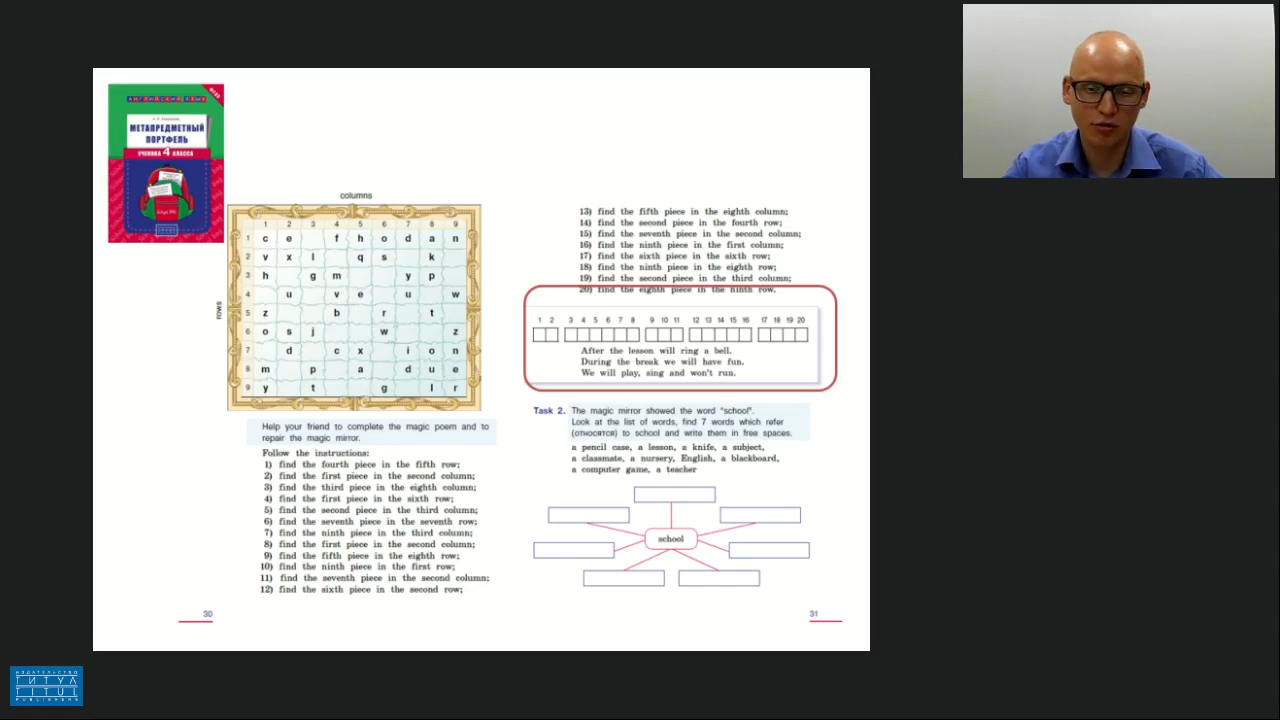 АНГЛИЙСКИЙ ЯЗЫК
ФГОС
МЕТАПРЕДМЕТНЫЙ
ПОРТФЕЛЬ
УЧЕНИКА 4 КЛАССА
columns
1 2 3 4 5 6 7 8 9
rows
1 c e f h o d a n
2 v x l q s k
3 h g m y p
4 u v e u w
5 z b r t
6 o s j w z
7 d c x i o n
8 m p a d u e
9 y t g l r
Help your friend to complete the magic poem and to
repair the magic mirror.
Follow the instructions:
1) find the fourth piece in the fifth row;
2) find the first piece in the second column;
3) find the third piece in the eighth column;
4) find the first piece in the sixth row;
5) find the second piece in the third column;
6) find the seventh piece in the seventh row;
7) find the ninth piece in the third column;
8) find the first piece in the second column;
9) find the fifth piece in the eighth row;
10) find the ninth piece in the first row;
11) find the seventh piece in the second column;
12) find the sixth piece in the second row;
30
13) find the fifth piece in the eighth column;
14) find the second piece in the fourth row;
15) find the seventh piece in the second column;
16) find the ninth piece in the first column;
17) find the sixth piece in the sixth row;
18) find the ninth piece in the eighth row;
19) find the second piece in the third column;
20) find the eighth piece in the ninth row.
1 2 3 4 5 6 7 8 9 10 11 12 13 14 15 16 17 18 19 20
After the lesson will ring a bell.
During the break we will have fun.
We will play, sing and won't run.
Task 2. The magic mirror showed the word "school".
Look at the list of words, find 7 words which refer
(относятся) to school and write them in free spaces.
a pencil case, a lesson, a knife, a subject,
a classmate, a nursery, English, a blackboard,
a computer game, a teacher
school
31
ИЗДАТЕЛЬСТВО
ТИТУЛ
TITUL
PUBLISHERS